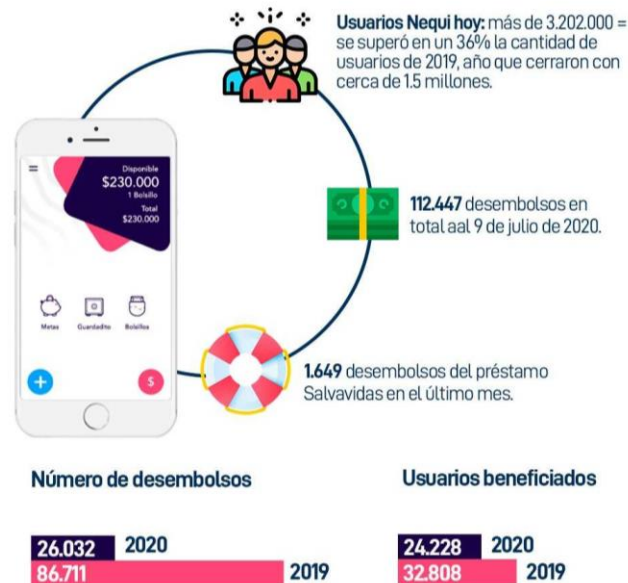 Usuarios Nequi hoy: más de 3.202.000 =
se superó en un 36% la cantidad de
usuarios de 2019, año que cerraron con
cerca de 1.5 millones.
Disponible
$230.000
1 Bolsillo
Total
$230.000
Metas
Guardadito
Bolsillos
+
$
112.447 desembolsos en
total aal 9 de julio de 2020.
1.649 desembolsos del préstamo
Salvavidas en el último mes.
Número de desembolsos
26.032 2020
86.711 2019
Usuarios beneficiados
24.228 2020
32.808 2019